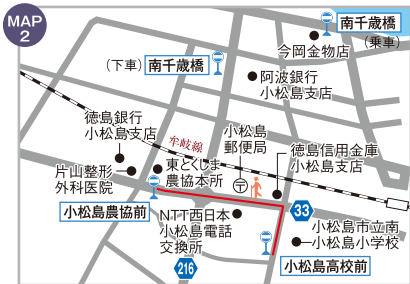 MAP
2
南千歳橋
(乗車)
今岡金物店
(下車)
南千歳橋
阿波銀行
小松島支店
徳島銀行
小松島支店
牟岐線
小松島
郵便局
徳島信用金庫
小松島支店
片山整形
外科医院
東とくしま
農協本所
小松島農協前
33
NTT西日本
小松島電話
交換所
小松島市立南
小松島小学校
216
小松島高校前